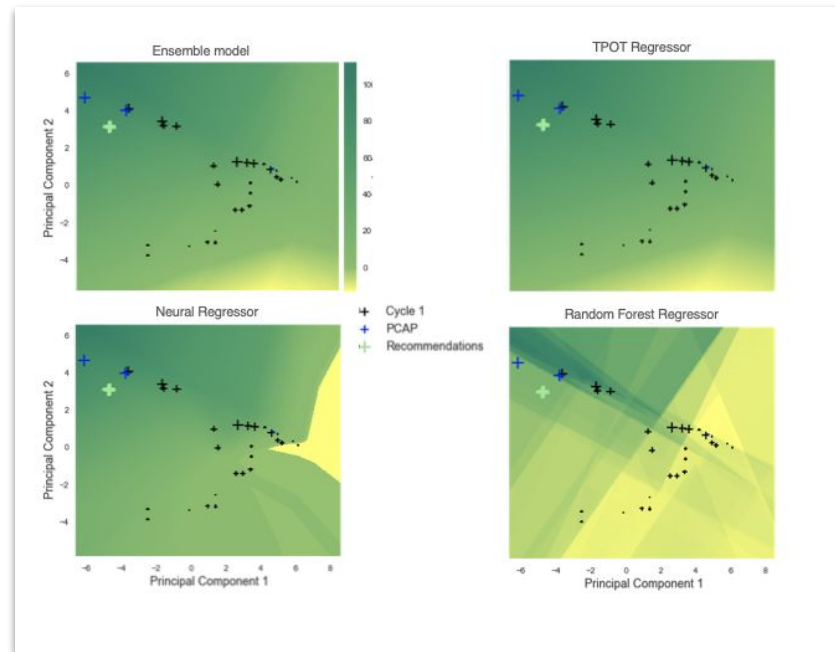 Ensemble model
TPOT Regressor
Principal Component 2
6
4
2
0
−2
−4
80
60
40
20
0
Neural Regressor
Random Forest Regressor
Cycle 1
PCAP
Recommendations
Principal Component 2
6
4
2
0
−2
−4
−6 −4 −2 0 2 4 6 8
−6 −4 −2 0 2 4 6 8
Principal Component 1
Principal Component 1